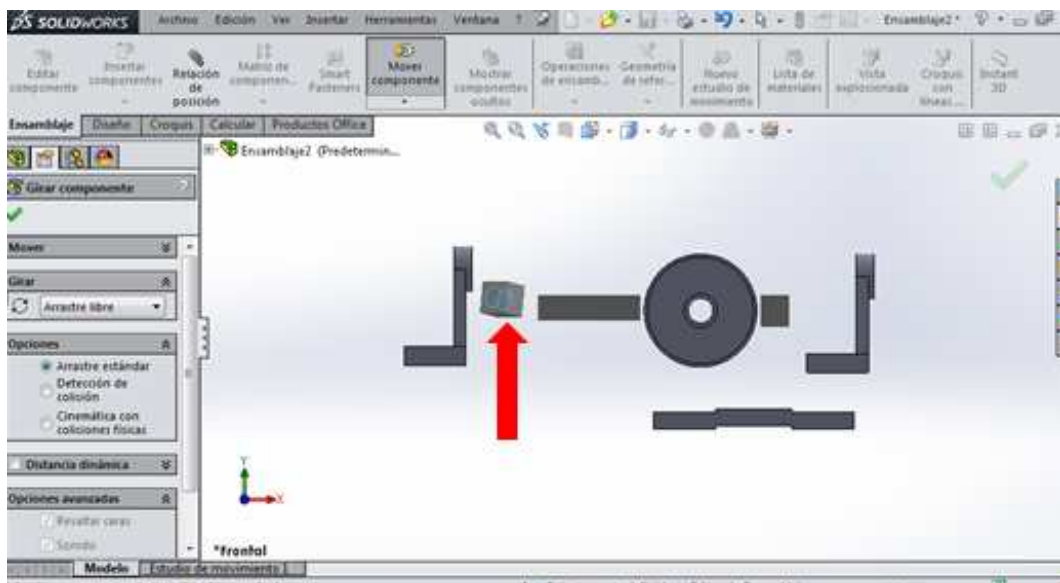 SOLIDWORKS Archivo Edición Ver Insertar Herramientas Ventana ? Ensamblaje2 *
Editar componente
Insertar componentes
Relación de posición
Matriz de componen...
Smart Fasteners
Mover componente
Mostrar componentes ocultos
Operaciones de ensamb...
Geometría de refer...
Nuevo estudio de movimiento
Lista de materiales
Vista explosionada
Croquis con líneas ...
Instant 3D
Ensamblaje Diseño Croquis Calcular Productos Office
Ensamblaje2 (Predetermin...
Girar componente ?
Mover
Girar
Arrastre libre
Opciones
Arrastre estándar
Detección de
colisión
Cinemática con
colisiones físicas
Distancia dinámica
Opciones avanzadas
Resaltar caras
Sonido
Y
X
*Frontal
Modelo Estudio de movimiento 1